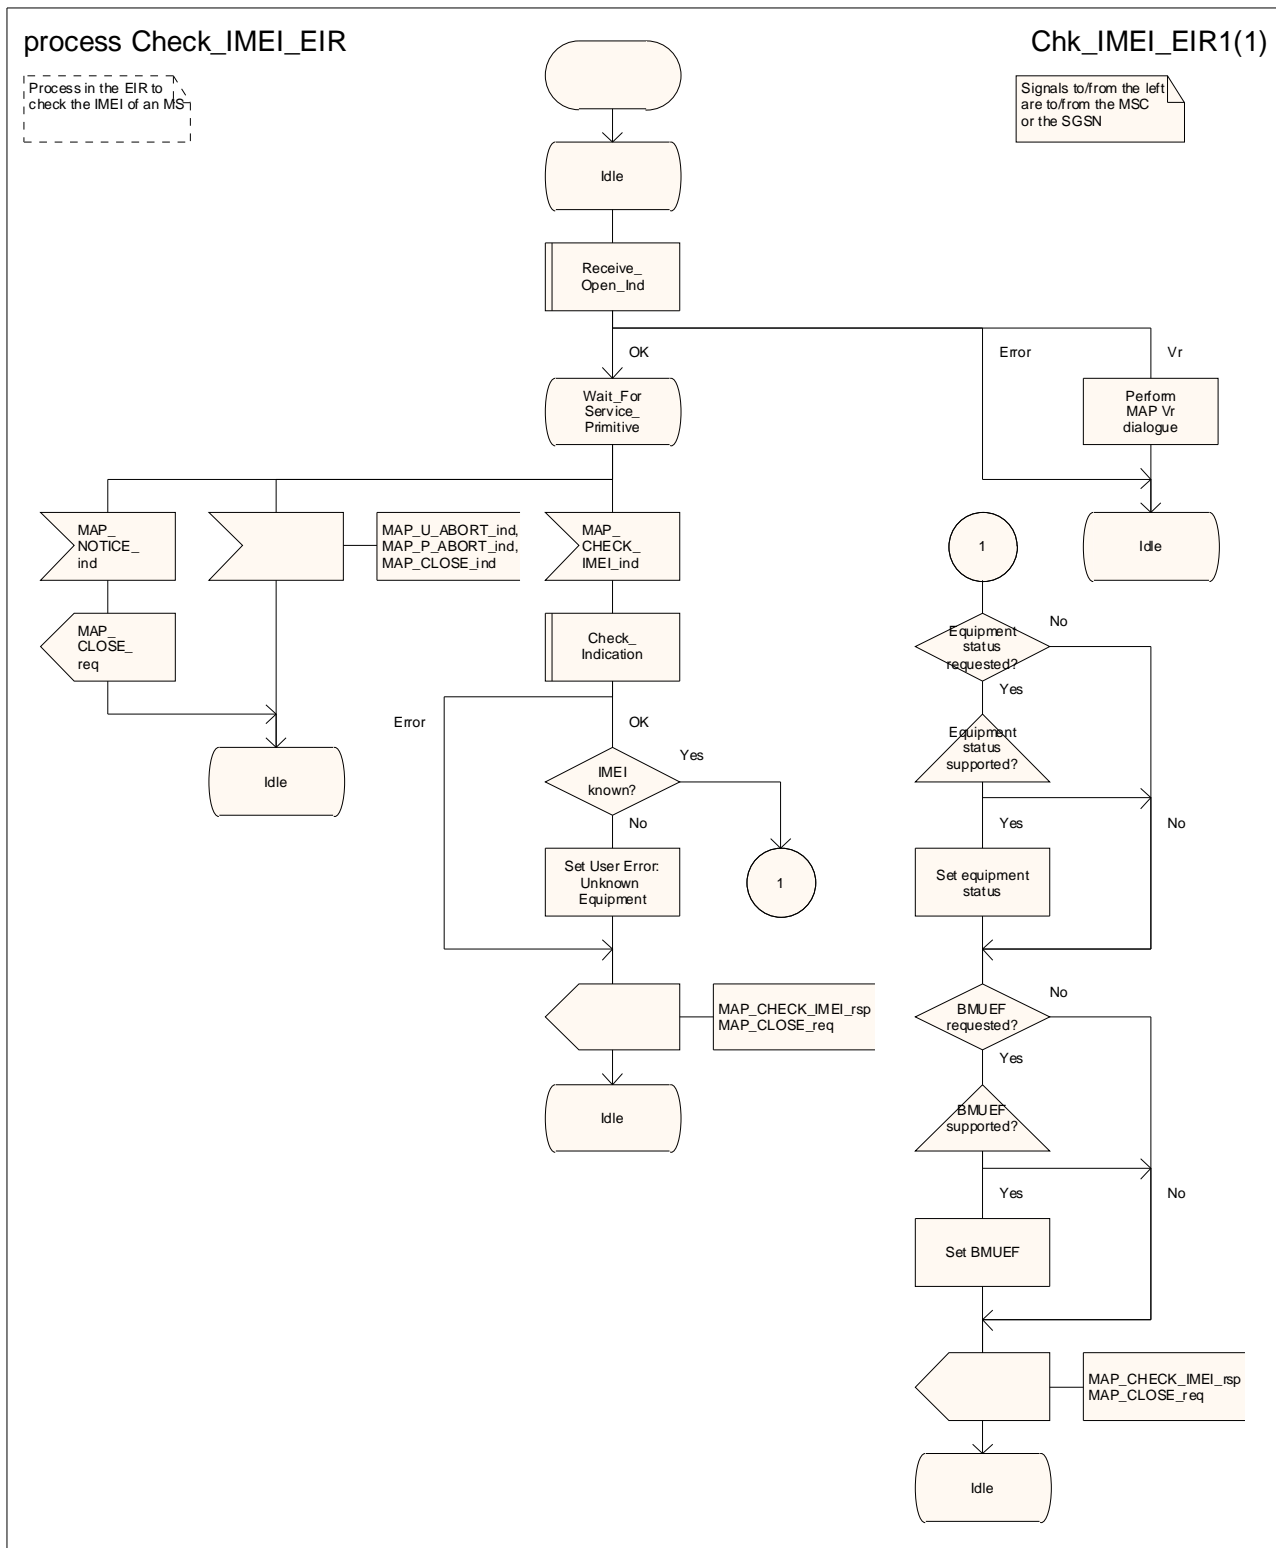 process Check_IMEI_EIR
Chk_IMEI_EIR1(1)
Process in the EIR to
check the IMEI of an MS
Signals to/from the left
are to/from the MSC
or the SGSN
Idle
Receive_
Open_Ind
OK
Error
Vr
Wait_For
Service_
Primitive
Perform
MAP Vr
dialogue
MAP_
NOTICE_
ind
MAP_U_ABORT_ind,
MAP_P_ABORT_ind,
MAP_CLOSE_ind
MAP_
CHECK_
IMEI_ind
1
Idle
MAP_
CLOSE_
req
Check_
Indication
Equipment
status
requested?
No
Yes
Error
OK
Idle
IMEI
known?
Yes
No
Equipment
status
supported?
Yes
No
Set User Error:
Unknown
Equipment
1
Set equipment
status
MAP_CHECK_IMEI_rsp
MAP_CLOSE_req
BMUEF
requested?
No
Yes
Idle
BMUEF
supported?
Yes
No
Set BMUEF
MAP_CHECK_IMEI_rsp
MAP_CLOSE_req
Idle